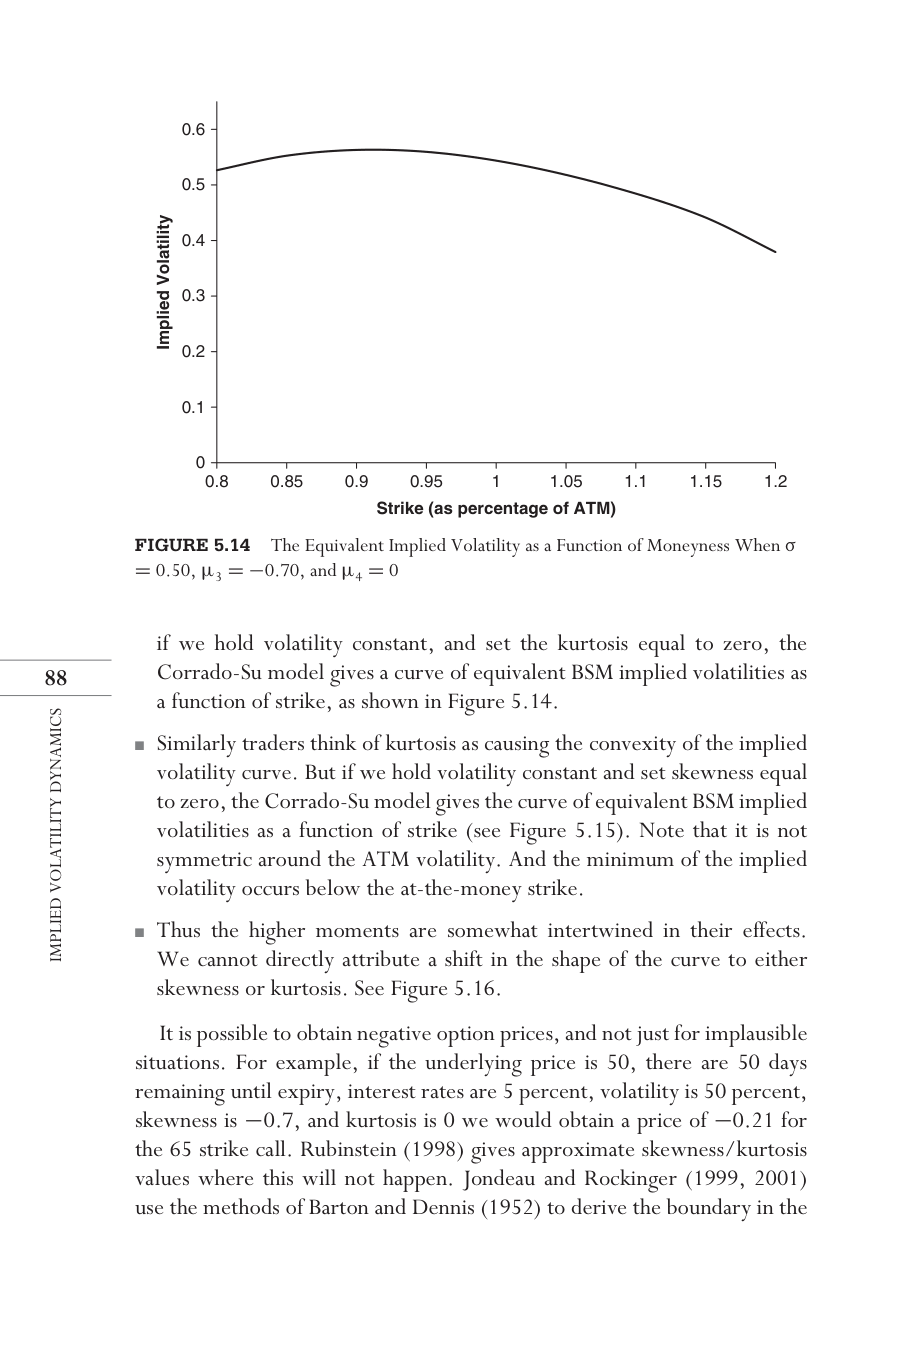 0.6
0.5
0.4
0.3
0.2
0.1
0
Implied Volatility
0.8 0.85 0.9 0.95 1 1.05 1.1 1.15 1.2
Strike (as percentage of ATM)
FIGURE 5.14 The Equivalent Implied Volatility as a Function of Moneyness When σ
= 0.50, μ₃ = −0.70, and μ₄ = 0
if we hold volatility constant, and set the kurtosis equal to zero, the
Corrado-Su model gives a curve of equivalent BSM implied volatilities as
a function of strike, as shown in Figure 5.14.
■ Similarly traders think of kurtosis as causing the convexity of the implied
volatility curve. But if we hold volatility constant and set skewness equal
to zero, the Corrado-Su model gives the curve of equivalent BSM implied
volatilities as a function of strike (see Figure 5.15). Note that it is not
symmetric around the ATM volatility. And the minimum of the implied
volatility occurs below the at-the-money strike.
■ Thus the higher moments are somewhat intertwined in their effects.
We cannot directly attribute a shift in the shape of the curve to either
skewness or kurtosis. See Figure 5.16.
It is possible to obtain negative option prices, and not just for implausible
situations. For example, if the underlying price is 50, there are 50 days
remaining until expiry, interest rates are 5 percent, volatility is 50 percent,
skewness is −0.7, and kurtosis is 0 we would obtain a price of −0.21 for
the 65 strike call. Rubinstein (1998) gives approximate skewness/kurtosis
values where this will not happen. Jondeau and Rockinger (1999, 2001)
use the methods of Barton and Dennis (1952) to derive the boundary in the
88
IMPLIED VOLATILITY DYNAMICS